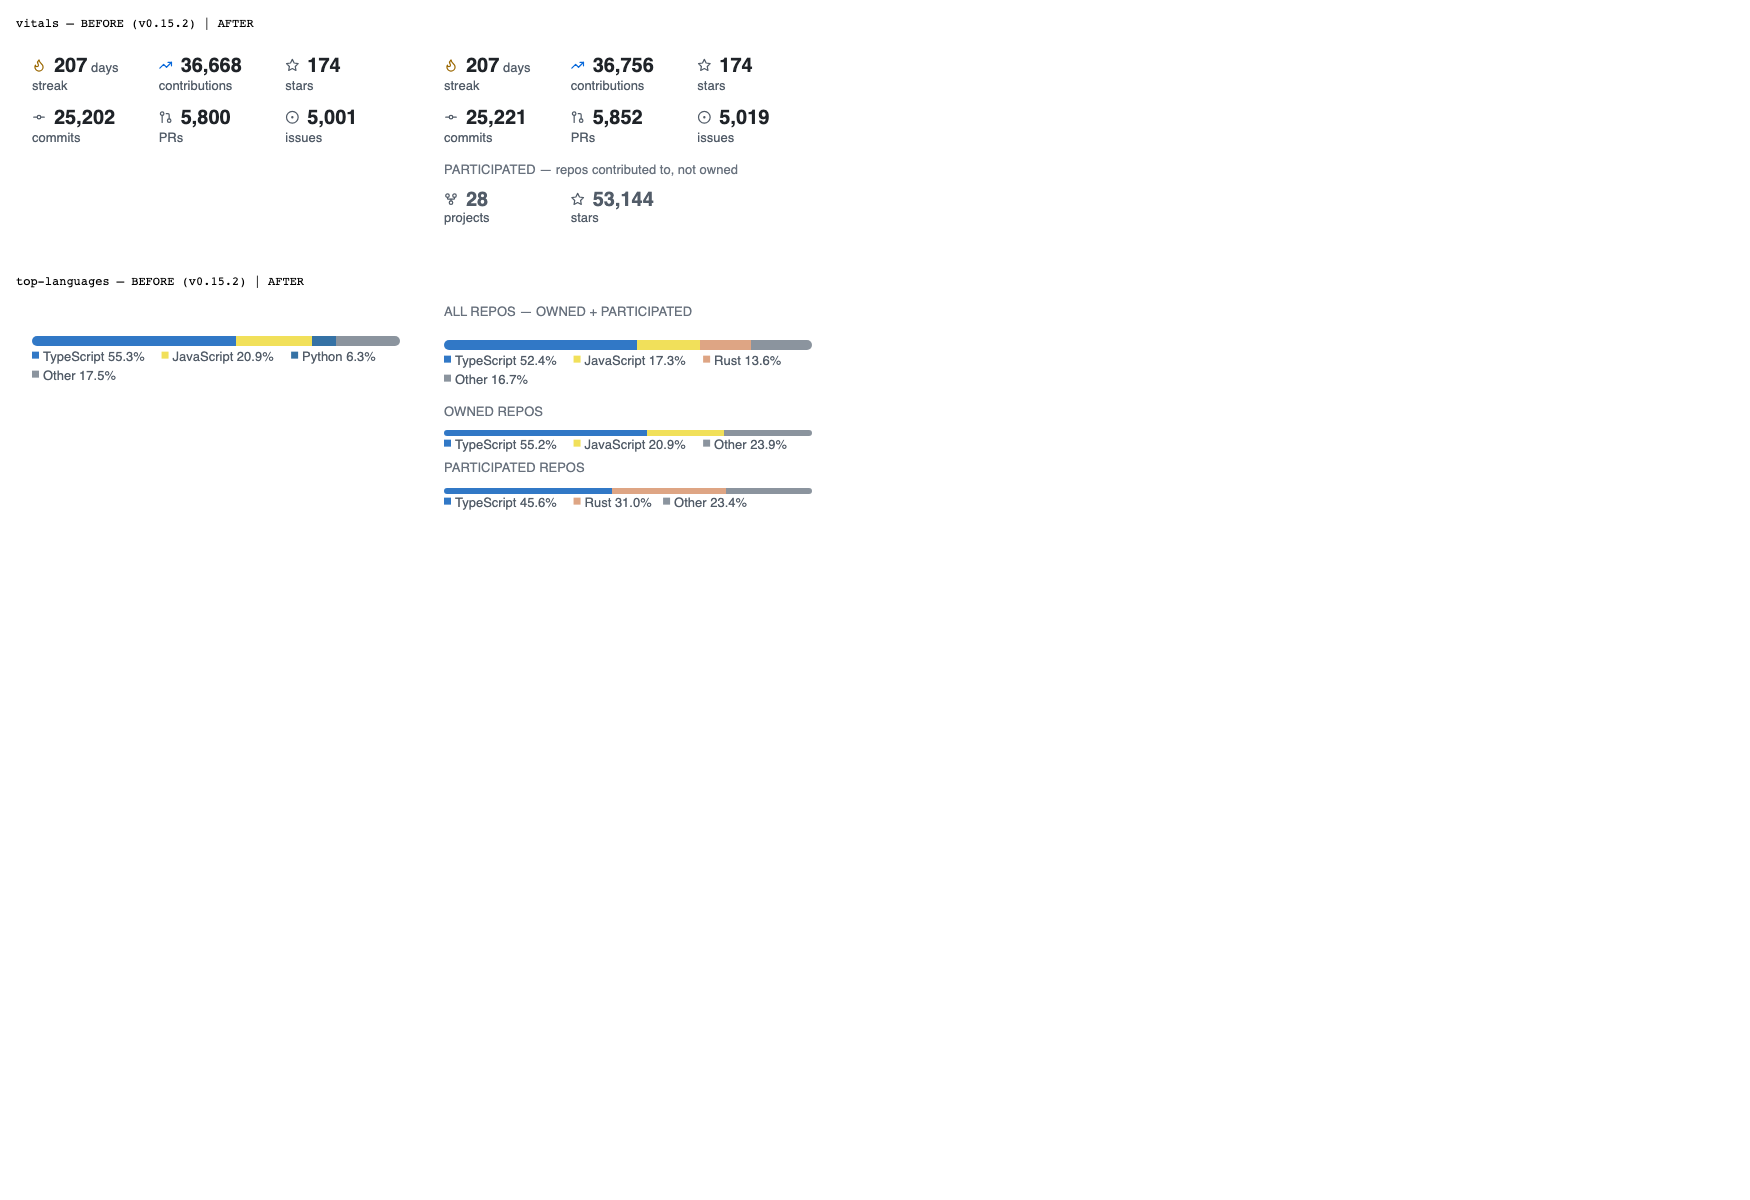 vitals — BEFORE (v0.15.2) | AFTER
207 days
36,668
174
streak
contributions
stars
25,202
5,800
5,001
commits
PRs
issues
207 days
36,756
174
streak
contributions
stars
25,221
5,852
5,019
commits
PRs
issues
PARTICIPATED — repos contributed to, not owned
28
53,144
projects
stars
top-languages — BEFORE (v0.15.2) | AFTER
TypeScript 55.3% JavaScript 20.9% Python 6.3%
Other 17.5%
ALL REPOS — OWNED + PARTICIPATED
TypeScript 52.4% JavaScript 17.3% Rust 13.6%
Other 16.7%
OWNED REPOS
TypeScript 55.2% JavaScript 20.9% Other 23.9%
PARTICIPATED REPOS
TypeScript 45.6% Rust 31.0% Other 23.4%